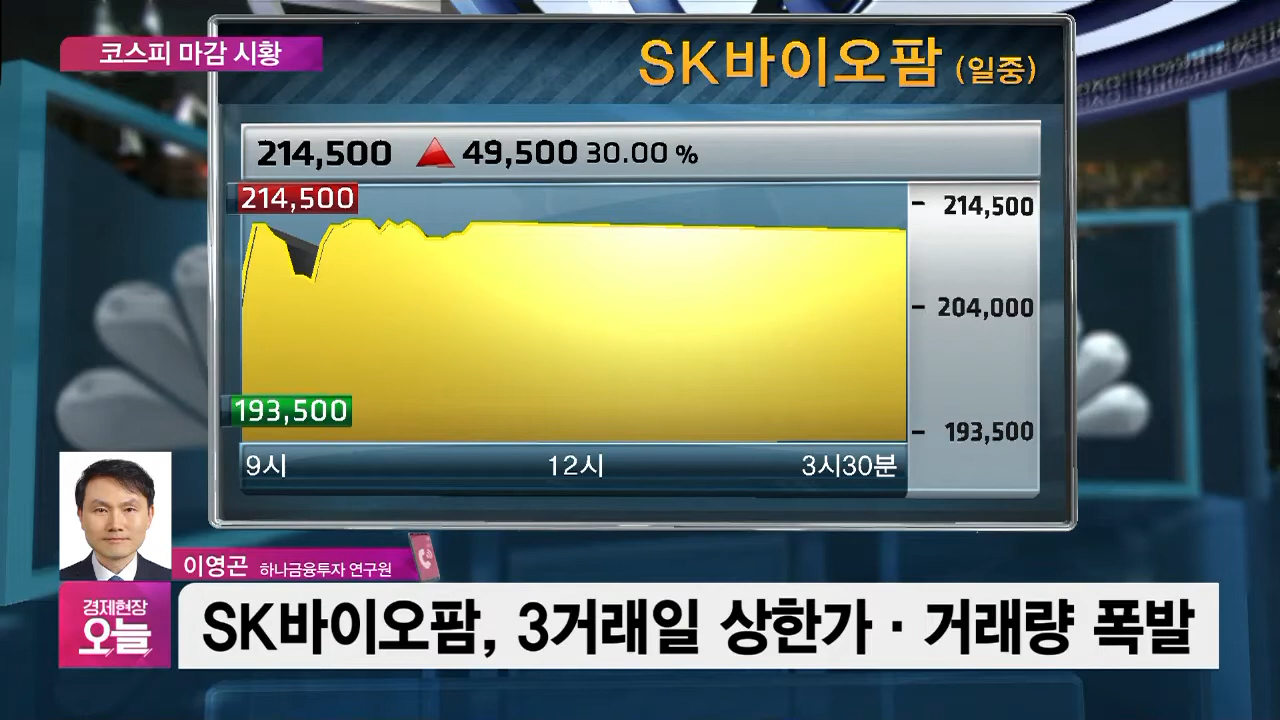 코스피 마감 시황
SK바이오팜 (일중)
214,500 ▲ 49,500 30.00 %
214,500
193,500
214,500
204,000
193,500
9시 12시 3시30분
이영곤 하나금융투자 연구원
경제현장
오늘
SK바이오팜, 3거래일 상한가 · 거래량 폭발